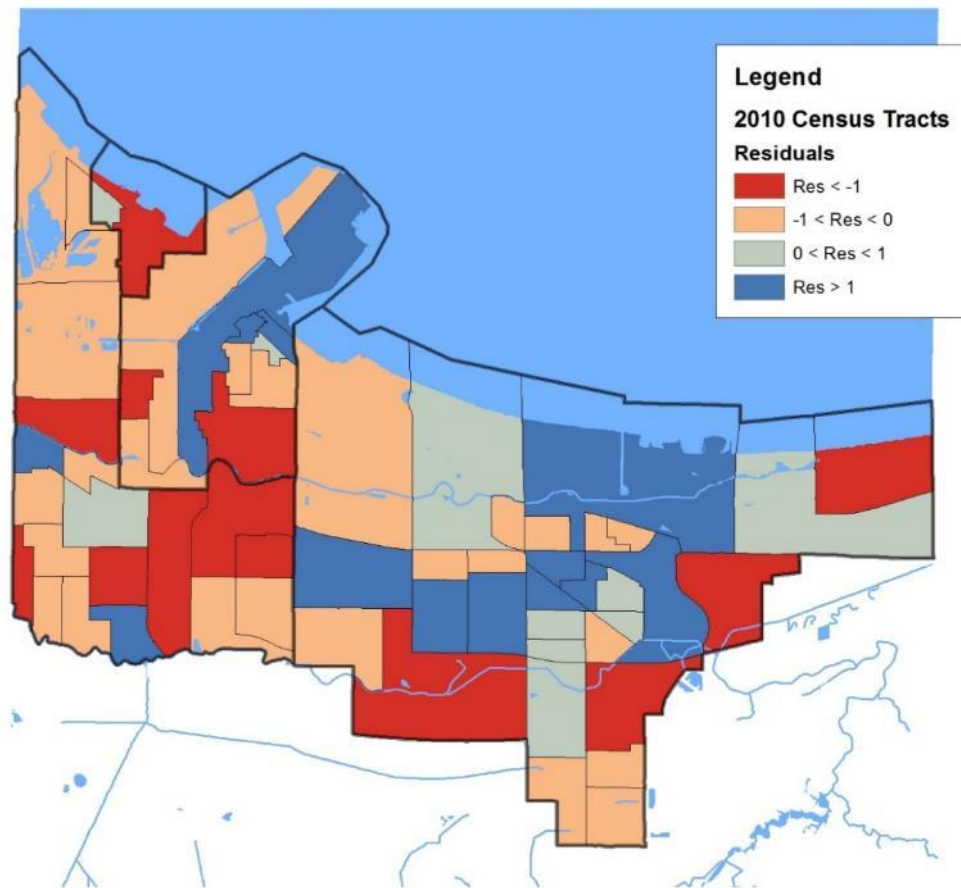 Legend
2010 Census Tracts
Residuals
Res < -1
-1 < Res < 0
0 < Res < 1
Res > 1